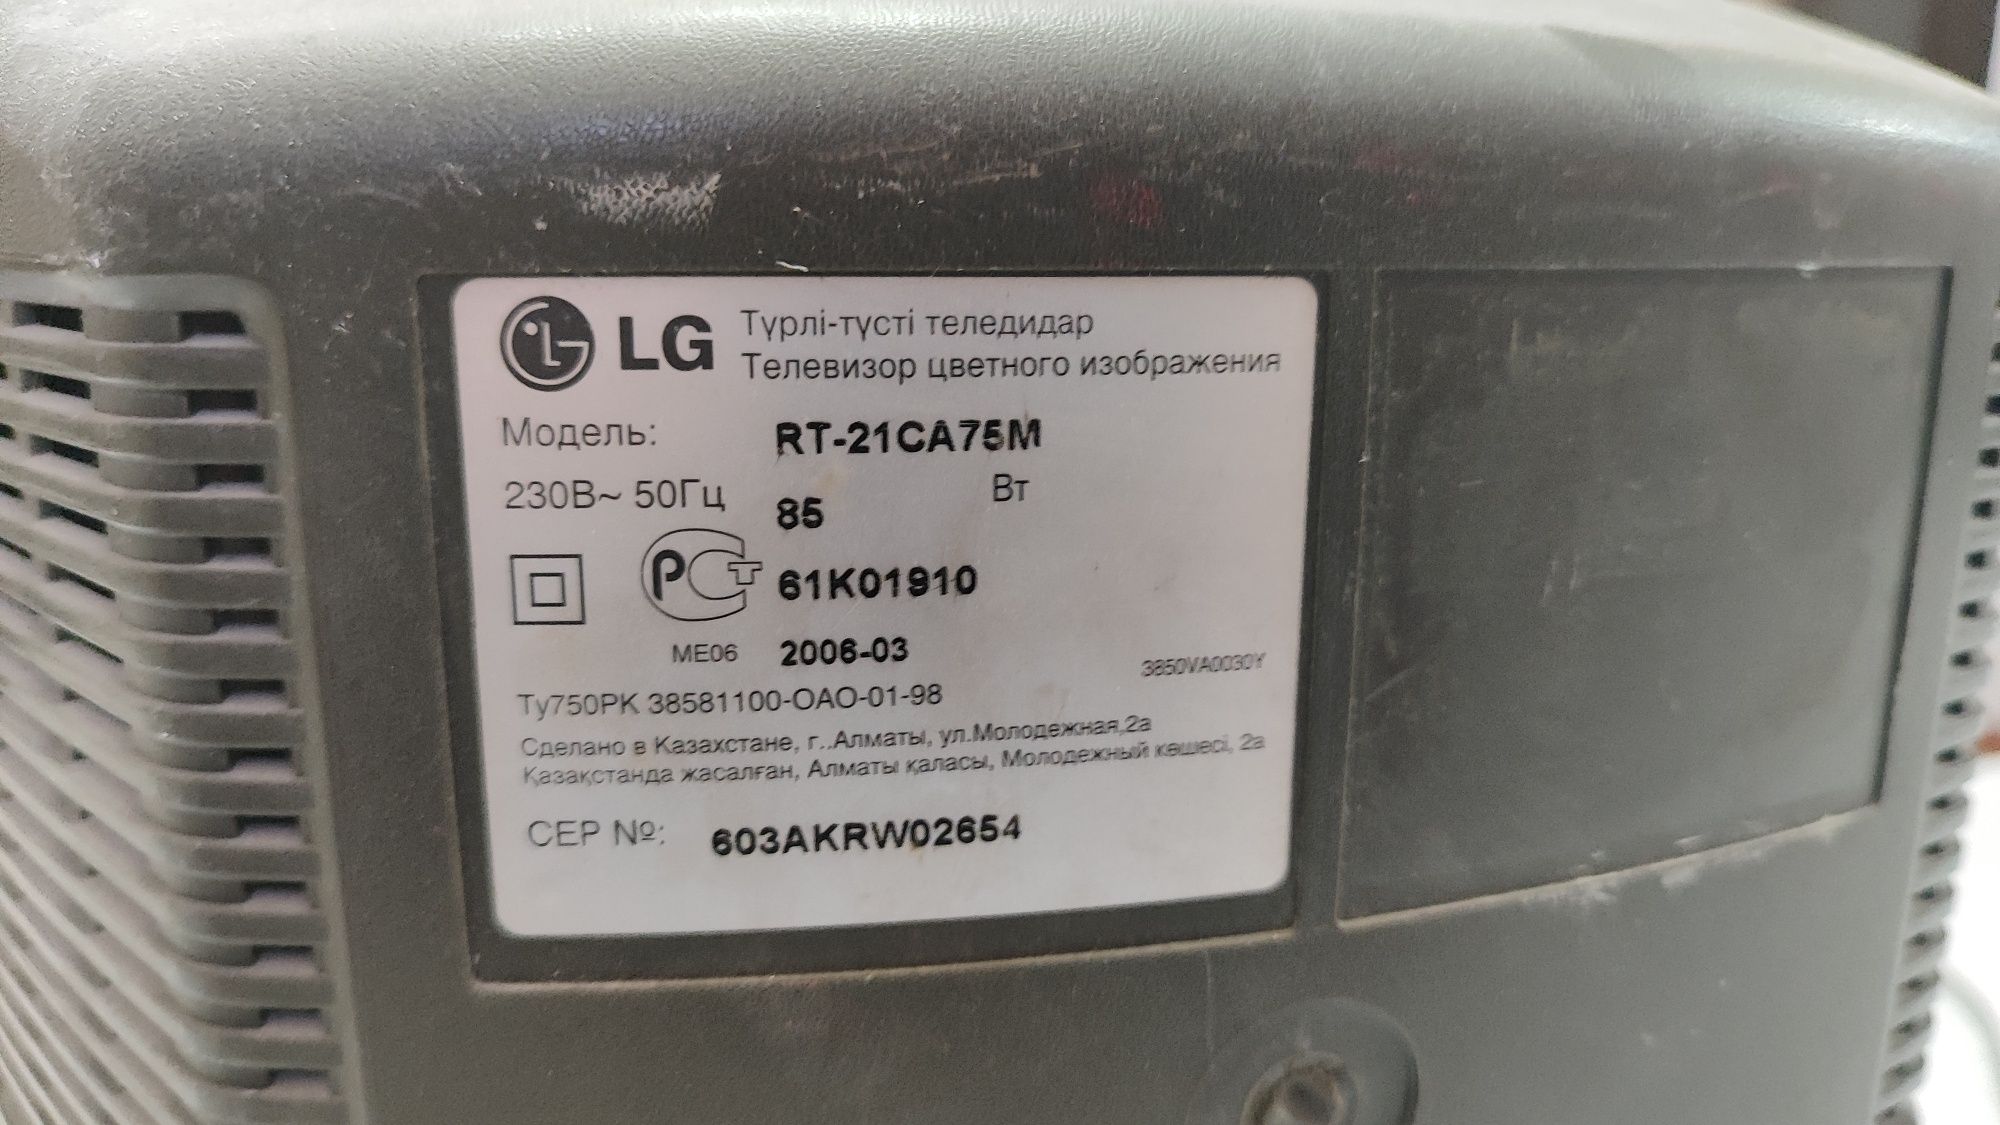 LG Түрлі-түсті теледидар
Телевизор цветного изображения
Модель: RT-21CA75M
230В~ 50Гц 85 Вт
РСТ 61K01910
ME06 2006-03
3850VA0030Y
Ту750РК 38581100-ОАО-01-98
Сделано в Казахстане, г..Алматы, ул.Молодежная,2а
Қазақстанда жасалған, Алматы қаласы, Молодежный көшесі, 2а
СЕР №: 603AKRW02654